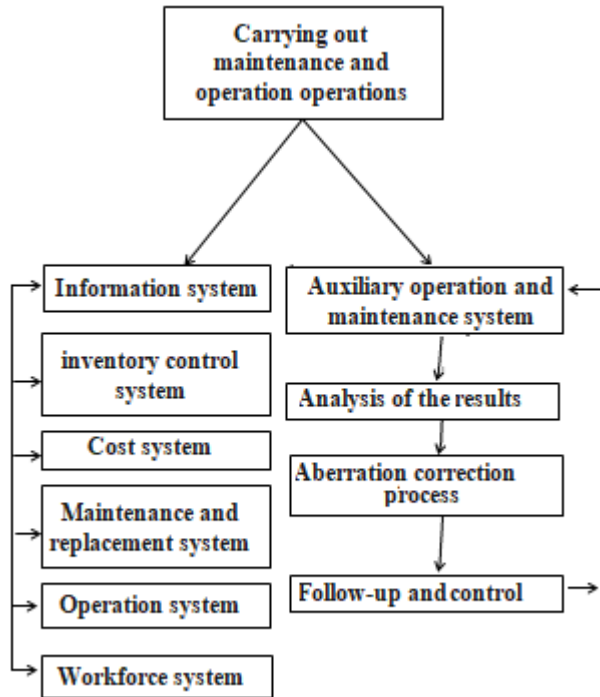 Carrying out
maintenance and
operation operations
Information system
inventory control
system
Cost system
Maintenance and
replacement system
Operation system
Workforce system
Auxiliary operation and
maintenance system
Analysis of the results
Aberration correction
process
Follow-up and control